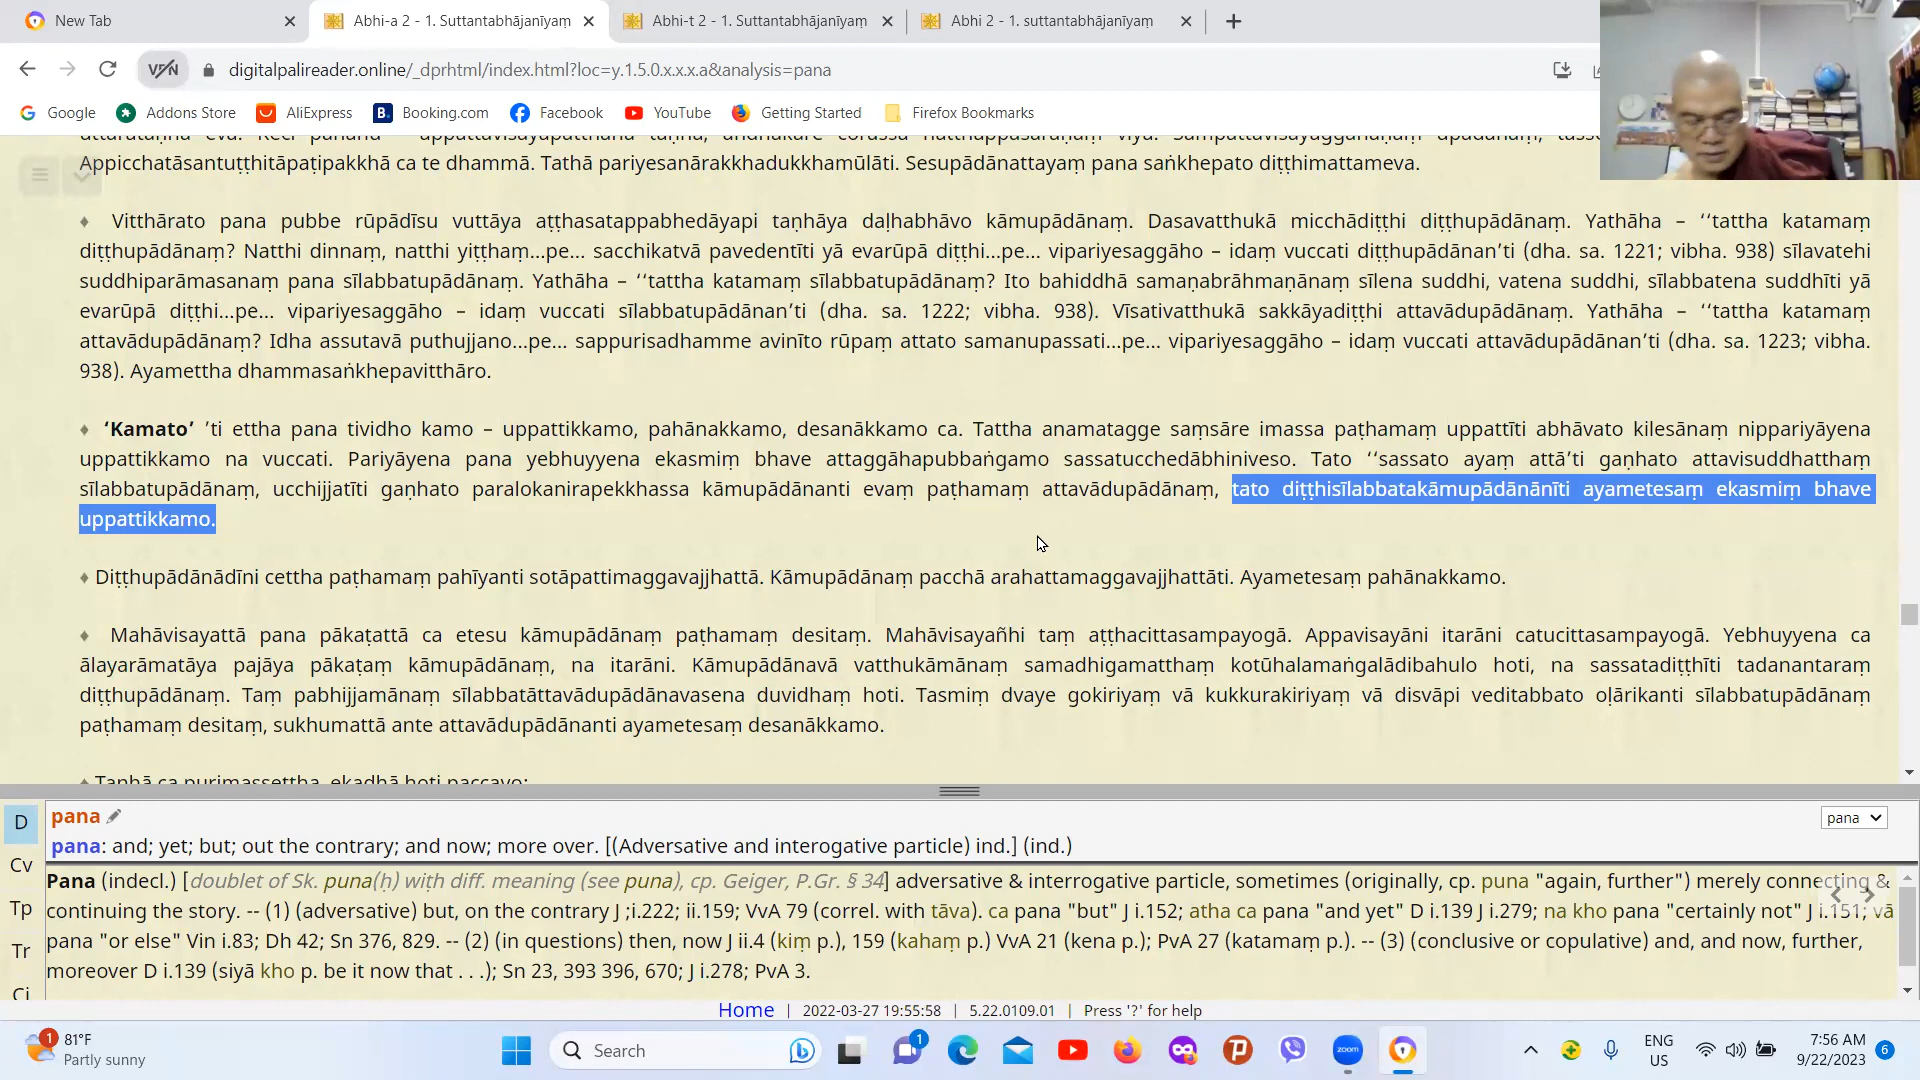 New Tab
Abhi-a 2 - 1. Suttantabhājanīyaṃ
Abhi-t 2 - 1. Suttantabhājanīyaṃ
Abhi 2 - 1. suttantabhājanīyaṃ
VPN
digitalpalireader.online/_dprhtml/index.html?loc=y.1.5.0.x.x.x.a&analysis=pana
Google
Addons Store
AliExpress
B.
Booking.com
Facebook
YouTube
Getting Started
Firefox Bookmarks
Appicchatāsantuṭṭhitāpaṭipakkhā ca te dhammā. Tathā pariyesanārakkhadukkhamūlāti. Sesupādānattayaṃ pana saṅkhepato diṭṭhimattameva.
♦ Vitthārato pana pubbe rūpādīsu vuttāya aṭṭhasatappabhedāyapi taṇhāya daḷhabhāvo kāmupādānaṃ. Dasavatthukā micchādiṭṭhi diṭṭhupādānaṃ. Yathāha – ‘‘tattha katamaṃ
diṭṭhupādānaṃ? Natthi dinnaṃ, natthi yiṭṭhaṃ...pe... sacchikatvā pavedentīti yā evarūpā diṭṭhi...pe... vipariyesaggāho – idaṃ vuccati diṭṭhupādānan’ti (dha. sa. 1221; vibha. 938) sīlavatehi
suddhiparāmasanaṃ pana sīlabbatupādānaṃ. Yathāha – ‘‘tattha katamaṃ sīlabbatupādānaṃ? Ito bahiddhā samaṇabrāhmaṇānaṃ sīlena suddhi, vatena suddhi, sīlabbatena suddhīti yā
evarūpā diṭṭhi...pe... vipariyesaggāho – idaṃ vuccati sīlabbatupādānan’ti (dha. sa. 1222; vibha. 938). Vīsativatthukā sakkāyadiṭṭhi attavādupādānaṃ. Yathāha – ‘‘tattha katamaṃ
attavādupādānaṃ? Idha assutavā puthujjano...pe... sappurisadhamme avinīto rūpaṃ attato samanupassati...pe... vipariyesaggāho – idaṃ vuccati attavādupādānan’ti (dha. sa. 1223; vibha.
938). Ayamettha dhammasaṅkhepavitthāro.
♦ ‘Kamato’ ’ti ettha pana tividho kamo – uppattikkamo, pahānakkamo, desanākkamo ca. Tattha anamatagge saṃsāre imassa paṭhamaṃ uppattīti abhāvato kilesānaṃ nippariyāyena
uppattikkamo na vuccati. Pariyāyena pana yebhuyyena ekasmiṃ bhave attaggāhapubbaṅgamo sassatucchedābhiniveso. Tato ‘‘sassato ayaṃ attā’ti gaṇhato attavisuddhatthaṃ
sīlabbatupādānaṃ, ucchijjatīti gaṇhato paralokanirapekkhassa kāmupādānanti evaṃ paṭhamaṃ attavādupādānaṃ, tato diṭṭhisīlabbatakāmupādānānīti ayametesaṃ ekasmiṃ bhave
uppattikkamo.
♦ Diṭṭhupādānādīni cettha paṭhamaṃ pahīyanti sotāpattimaggavajjhattā. Kāmupādānaṃ pacchā arahattamaggavajjhattāti. Ayametesaṃ pahānakkamo.
♦ Mahāvisayattā pana pākaṭattā ca etesu kāmupādānaṃ paṭhamaṃ desitaṃ. Mahāvisayañhi taṃ aṭṭhacittasampayogā. Appavisayāni itarāni catucittasampayogā. Yebhuyyena ca
ālayarāmatāya pajāya pākaṭaṃ kāmupādānaṃ, na itarāni. Kāmupādānavā vatthukāmānaṃ samadhigamatthaṃ kotūhalamaṅgalādibahulo hoti, na sassatadiṭṭhīti tadanantaraṃ
diṭṭhupādānaṃ. Taṃ pabhijjamānaṃ sīlabbatāttavādupādānavasena duvidhaṃ hoti. Tasmiṃ dvaye gokiriyaṃ vā kukkurakiriyaṃ vā disvāpi veditabbato oḷārikanti sīlabbatupādānaṃ
paṭhamaṃ desitaṃ, sukhumattā ante attavādupādānanti ayametesaṃ desanākkamo.
♦ Taṇhā ca purimassettha, ekadhā hoti paccayo;
D
Cv
Tp
Tr
Ci
pana
pana
pana: and; yet; but; out the contrary; and now; more over. [(Adversative and interogative particle) ind.] (ind.)
Pana (indecl.) [doublet of Sk. puna(ḥ) wiṭh diff. meaning (see puna), cp. Geiger, P.Gr. § 34] adversative & interrogative particle, sometimes (originally, cp. puna "again, further") merely connecting &
continuing the story. -- (1) (adversative) but, on the contrary J ;i.222; ii.159; VvA 79 (correl. with tāva). ca pana "but" J i.152; atha ca pana "and yet" D i.139 J i.279; na kho pana "certainly not" J i.151; vā
pana "or else" Vin i.83; Dh 42; Sn 376, 829. -- (2) (in questions) then, now J ii.4 (kiṃ p.), 159 (kahaṃ p.) VvA 21 (kena p.); PvA 27 (katamaṃ p.). -- (3) (conclusive or copulative) and, and now, further,
moreover D i.139 (siyā kho p. be it now that . . .); Sn 23, 393 396, 670; J i.278; PvA 3.
Home | 2022-03-27 19:55:58 | 5.22.0109.01 | Press '?' for help
1
81°F
Partly sunny
Search
1
zoom
ENG
US
7:56 AM
9/22/2023
6